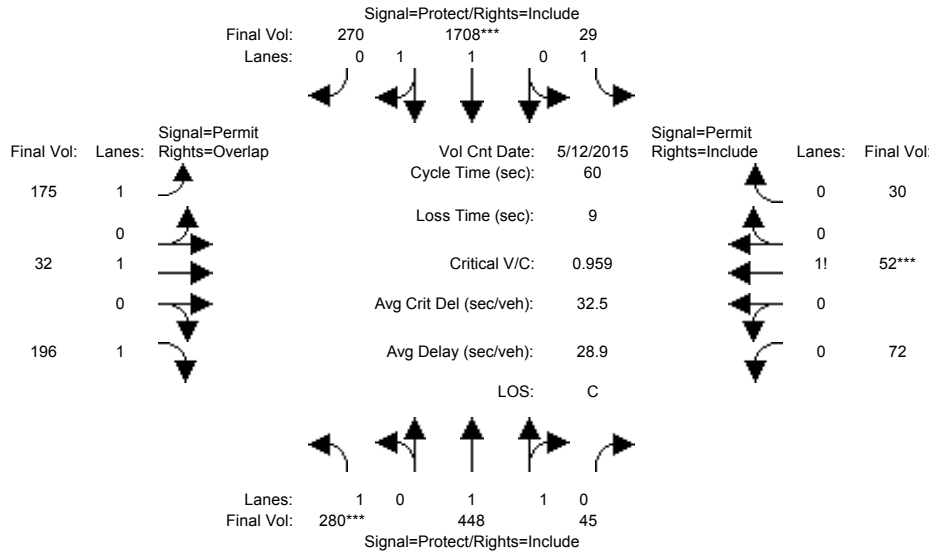 Signal=Protect/Rights=Include
Final Vol: 270 1708*** 29
Lanes: 0 1 1 0 1
Signal=Permit Signal=Permit
Final Vol: Lanes: Rights=Overlap Vol Cnt Date: 5/12/2015 Rights=Include Lanes: Final Vol:
Cycle Time (sec): 60
175 1 0 30
Loss Time (sec): 9
0 0
32 1 Critical V/C: 0.959 1! 52***
0 Avg Crit Del (sec/veh): 32.5 0
196 1 Avg Delay (sec/veh): 28.9 0 72
LOS: C
Lanes: 1 0 1 1 0
Final Vol: 280*** 448 45
Signal=Protect/Rights=Include